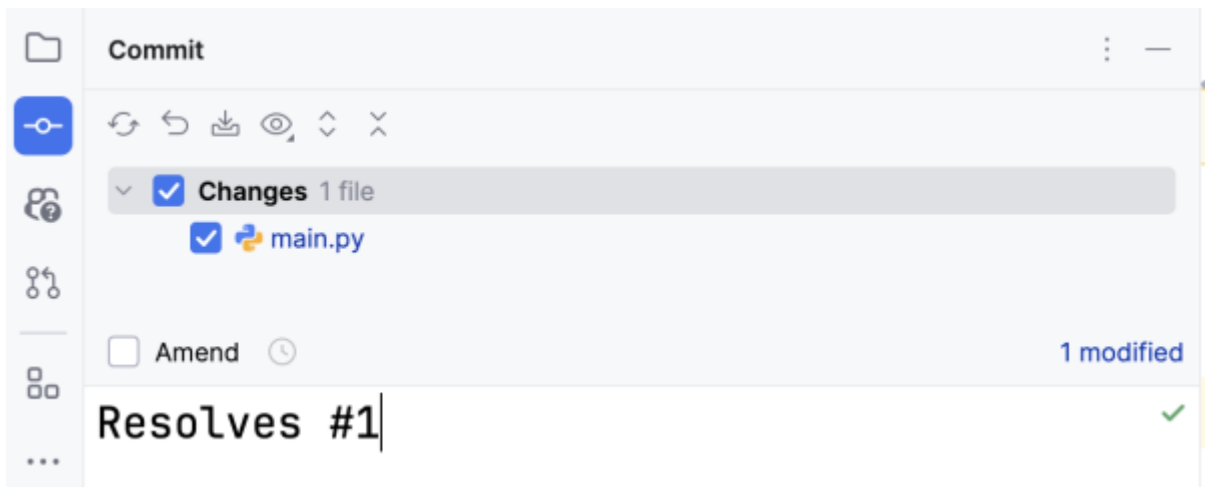 Commit
Changes 1 file
main.py
Amend
1 modified
Resolves #1